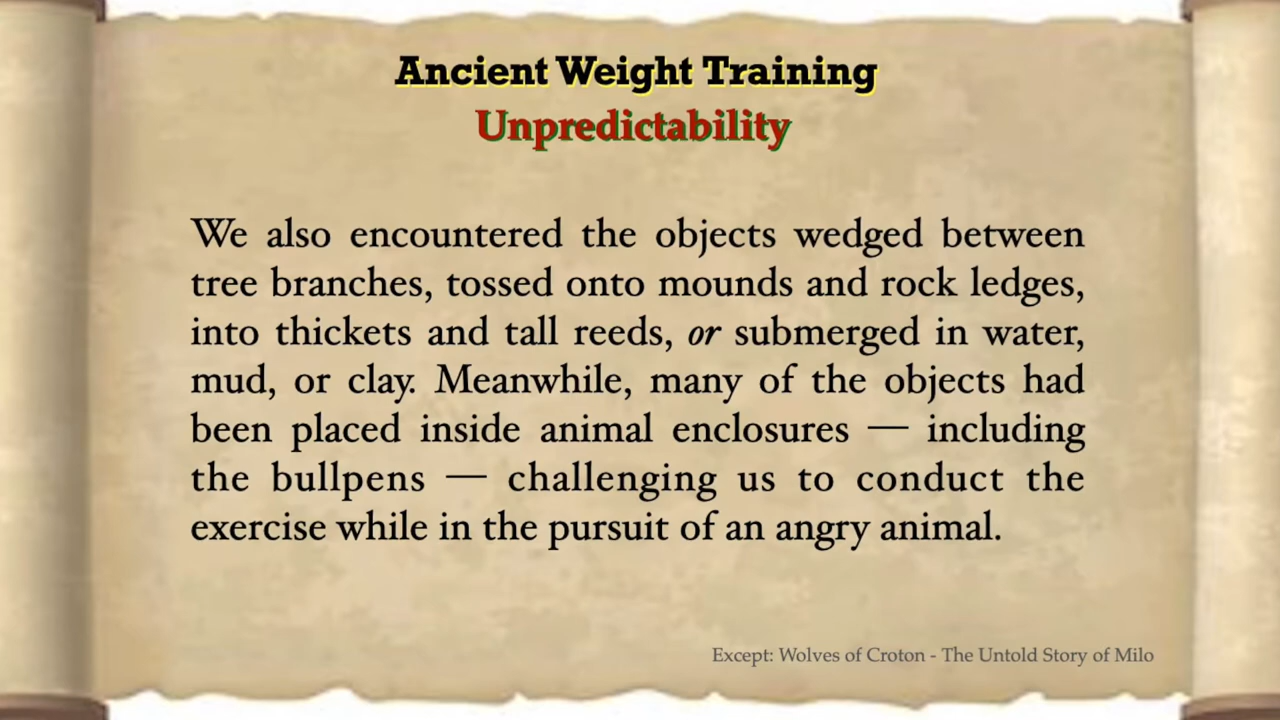 Ancient Weight Training
Unpredictability
We also encountered the objects wedged between
tree branches, tossed onto mounds and rock ledges,
into thickets and tall reeds, or submerged in water,
mud, or clay. Meanwhile, many of the objects had
been placed inside animal enclosures — including
the bullpens — challenging us to conduct the
exercise while in the pursuit of an angry animal.
Except: Wolves of Croton - The Untold Story of Milo